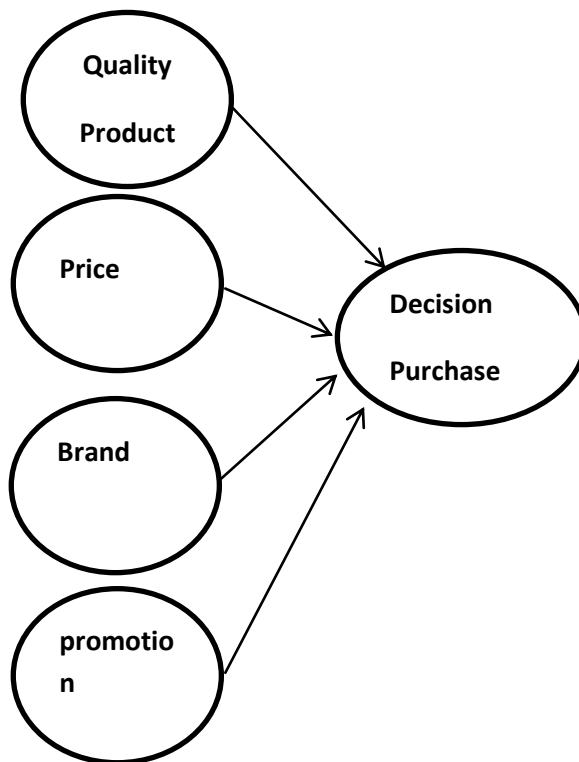 Quality
Product
Price
Decision
Purchase
Brand
promotio
n